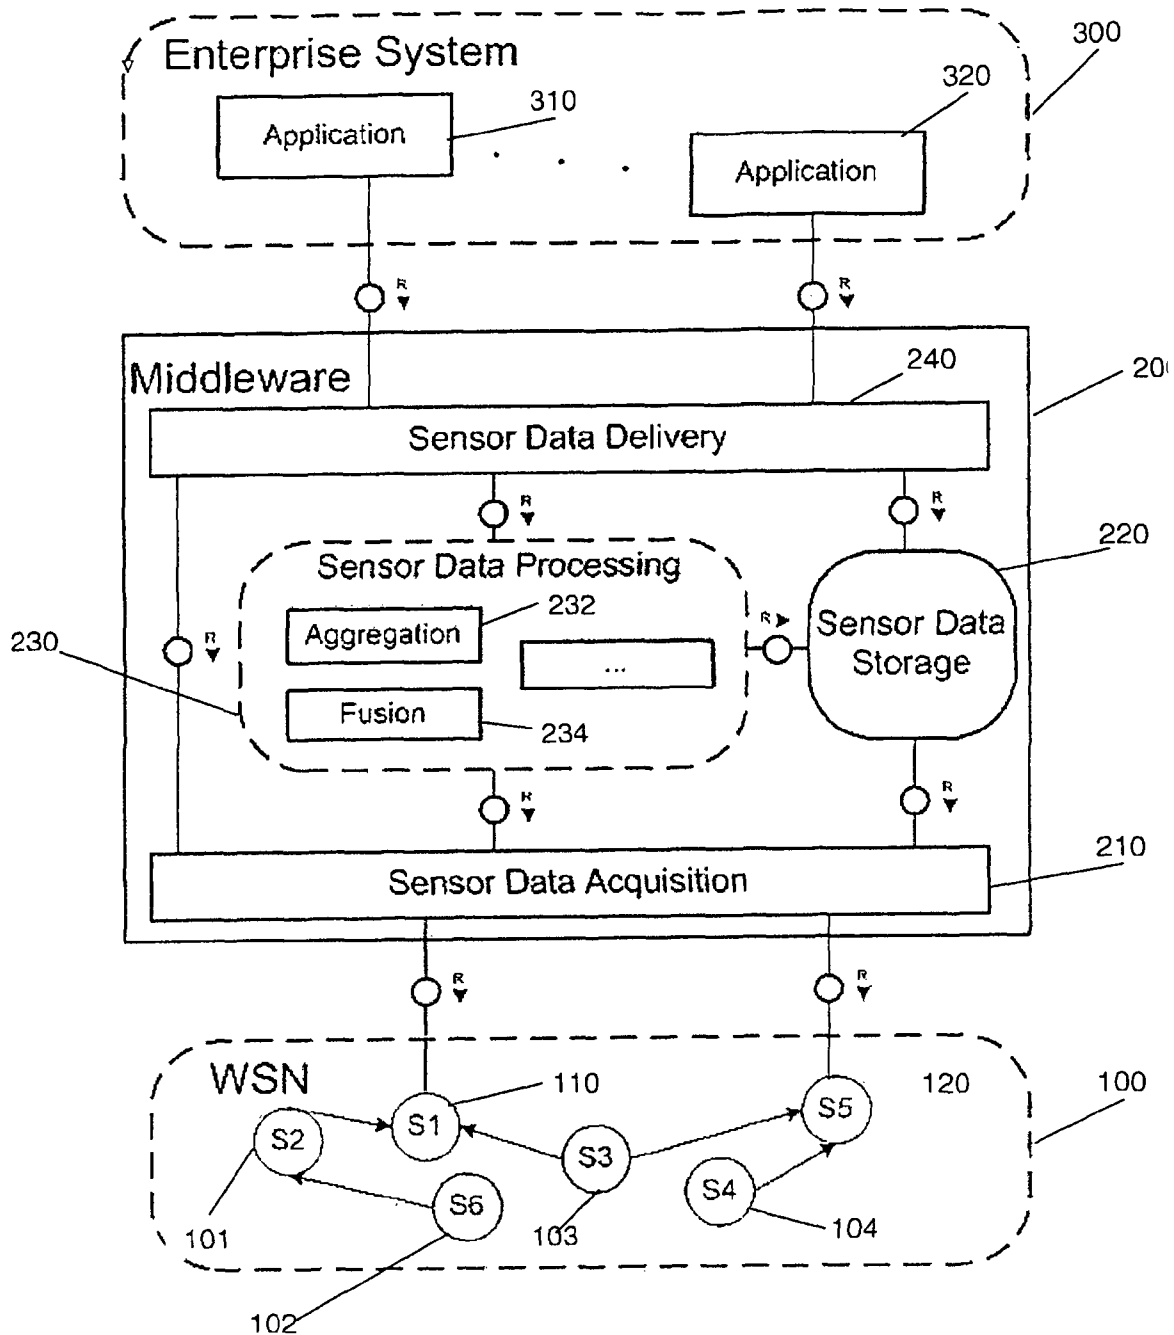 Enterprise System
300
310
320
Application
Application
R
R
Middleware
240
200
Sensor Data Delivery
R
R
220
Sensor Data Processing
232
Aggregation
...
R
Sensor Data
Storage
R
230
Fusion
234
R
R
210
Sensor Data Acquisition
R
R
WSN
110
120
100
S1
S5
S2
S3
S4
S6
101
103
104
102